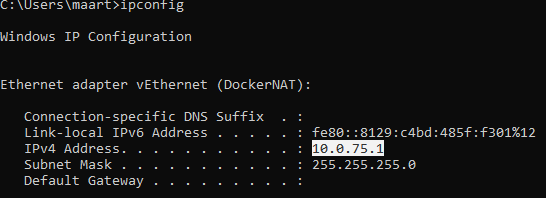 C:\Users\maart>ipconfig
Windows IP Configuration
Ethernet adapter vEthernet (DockerNAT):
Connection-specific DNS Suffix  . :
Link-local IPv6 Address . . . . . : fe80::8129:c4bd:485f:f301%12
IPv4 Address. . . . . . . . . . . : 10.0.75.1
Subnet Mask . . . . . . . . . . . : 255.255.255.0
Default Gateway . . . . . . . . . :